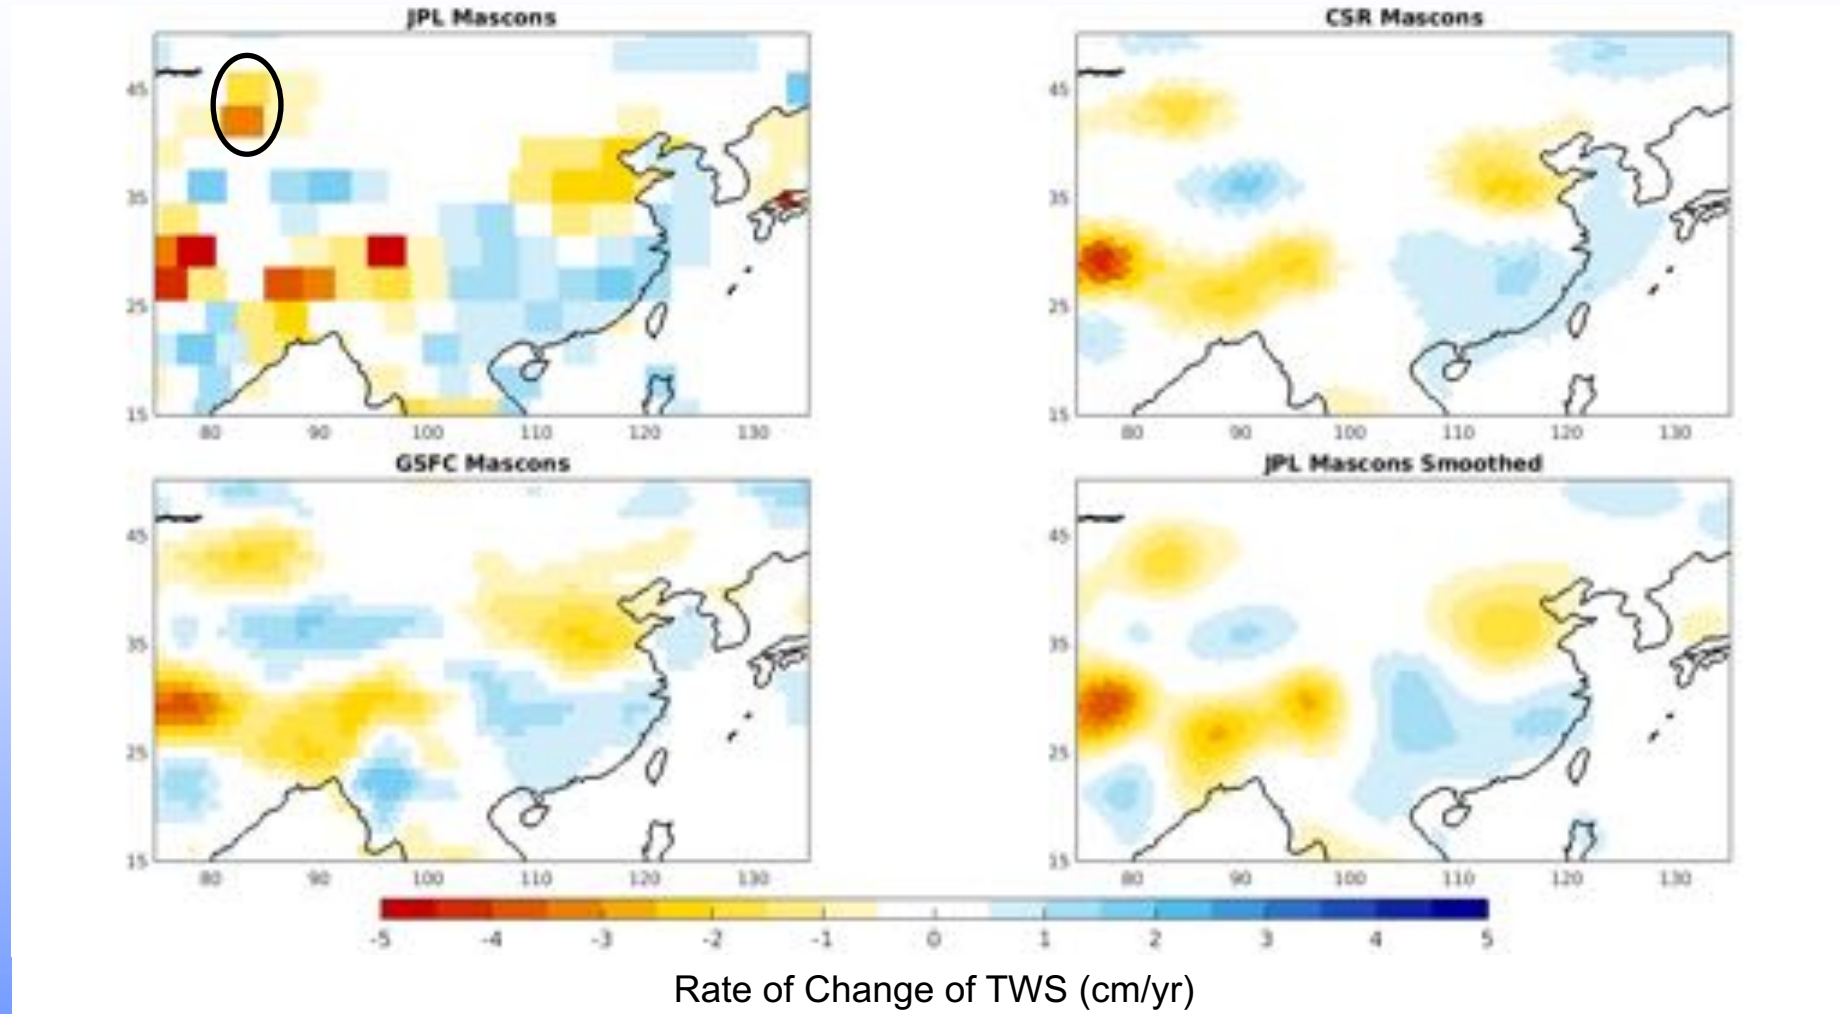 JPL Mascons
CSR Mascons
45
35
25
15
80 90 100 110 120 130
45
35
25
15
80 90 100 110 120 130
GSFC Mascons
JPL Mascons Smoothed
45
35
25
15
80 90 100 110 120 130
45
35
25
15
80 90 100 110 120 130
-5 -4 -3 -2 -1 0 1 2 3 4 5
Rate of Change of TWS (cm/yr)